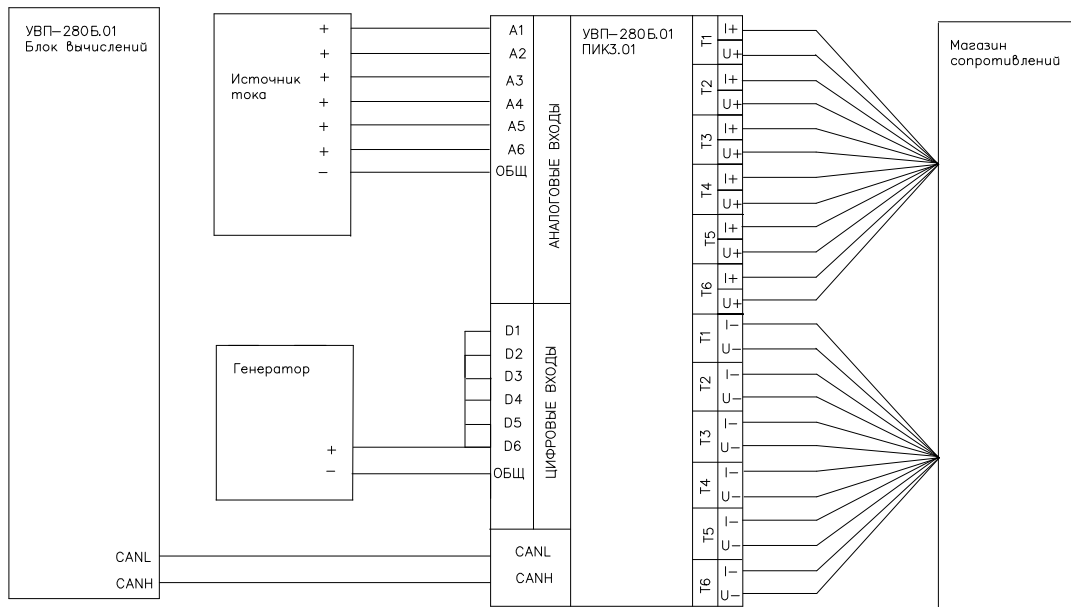 УВП-280Б.01
Блок вычислений
CANL
CANH
Источник
тока
+
+
+
+
+
+
−
Генератор
+
−
A1
A2
A3
A4
A5
A6
ОБЩ
АНАЛОГОВЫЕ ВХОДЫ
D1
D2
D3
D4
D5
D6
ОБЩ
ЦИФРОВЫЕ ВХОДЫ
CANL
CANH
УВП-280Б.01
ПИК3.01
T1
I+
U+
T2
I+
U+
T3
I+
U+
T4
I+
U+
T5
I+
U+
T6
I+
U+
T1
I−
U−
T2
I−
U−
T3
I−
U−
T4
I−
U−
T5
I−
U−
T6
I−
U−
Магазин
сопротивлений